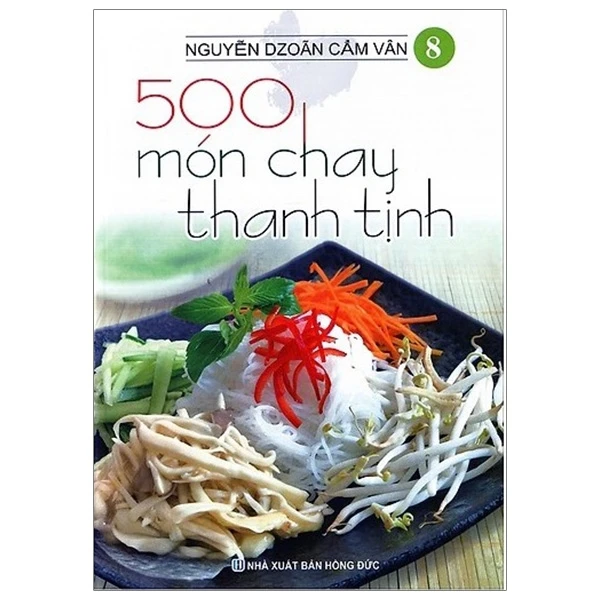 NGUYỄN DZOÃN CẨM VÂN 8
500
món chay
thanh tịnh
NHÀ XUẤT BẢN HỒNG ĐỨC